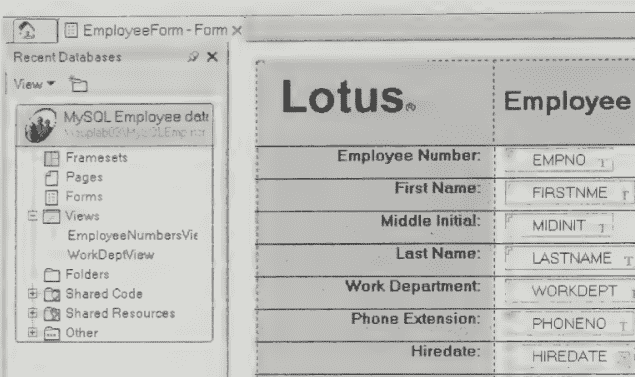 EmployeeForm - Form
Recent Databases
View
MySQL Employee dat
Framesets
Pages
Forms
Views
EmployeeNumbersVie
WorkDeptView
Folders
Shared Code
Shared Resources
Other
Lotus®
Employee
Employee Number: EMPNO T
First Name: FIRSTNME T
Middle Initial: MIDINIT T
Last Name: LASTNAME T
Work Department: WORKDEPT
Phone Extension: PHONENO T
Hiredate: HIREDATE